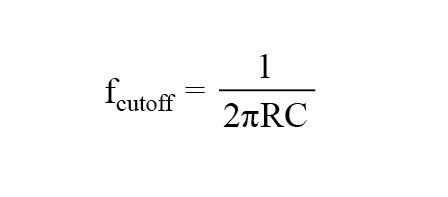 f_cutoff = 1 / 2πRC